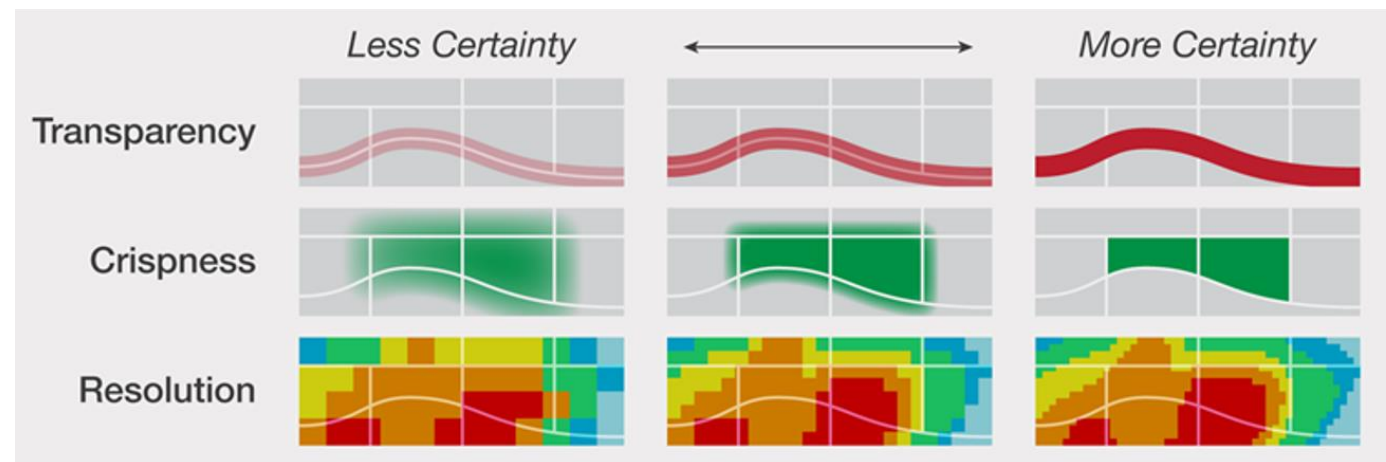 Less Certainty
More Certainty
Transparency
Crispness
Resolution